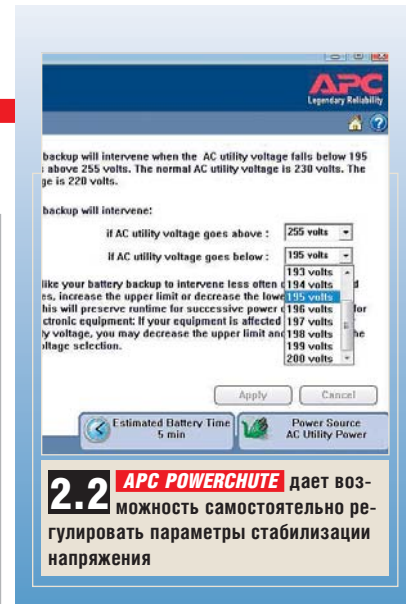 APC
Legendary Reliability
backup will intervene when the AC utility voltage falls below 195
above 255 volts. The normal AC utility voltage is 230 volts. The
ge is 220 volts.
backup will intervene:
if AC utility voltage goes above : 255 volts
if AC utility voltage goes below : 195 volts
193 volts
like your battery backup to intervene less often 194 volts
es, increase the upper limit or decrease the 195 volts
his will preserve runtime for successive power 196 volts for
ctronic equipment: If your equipment is affected 197 volts
y voltage, you may decrease the upper limit 198 volts he
oltage selection. 199 volts
200 volts
Apply Cancel
Estimated Battery Time
5 min
Power Source
AC Utility Power
2.2 APC POWERCHUTE дает воз-
можность самостоятельно ре-
гулировать параметры стабилизации
напряжения